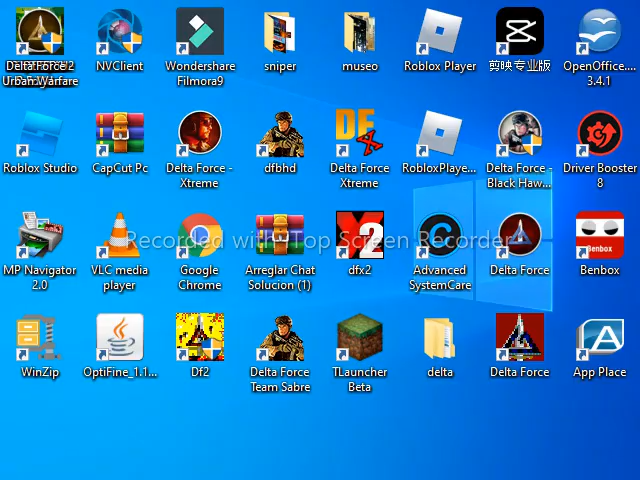 Delta Force 2
Urban Warfare
NVClient
Wondershare
Filmora9
sniper
museo
Roblox Player
剪映专业版
OpenOffice....
3.4.1
Roblox Studio
CapCut Pc
Delta Force -
Xtreme
dfbhd
DF
X
Delta Force
Xtreme
RobloxPlaye...
Delta Force -
Black Haw...
Driver Booster
8
Recorded with Top Screen Recorder
MP Navigator
2.0
VLC media
player
Google
Chrome
Arreglar Chat
Solucion (1)
X2
dfx2
Advanced
SystemCare
Delta Force
Benbox
Benbox
WinZip
OptiFine_1.1...
Df2
Delta Force
Team Sabre
TLauncher
Beta
delta
Delta Force
App Place